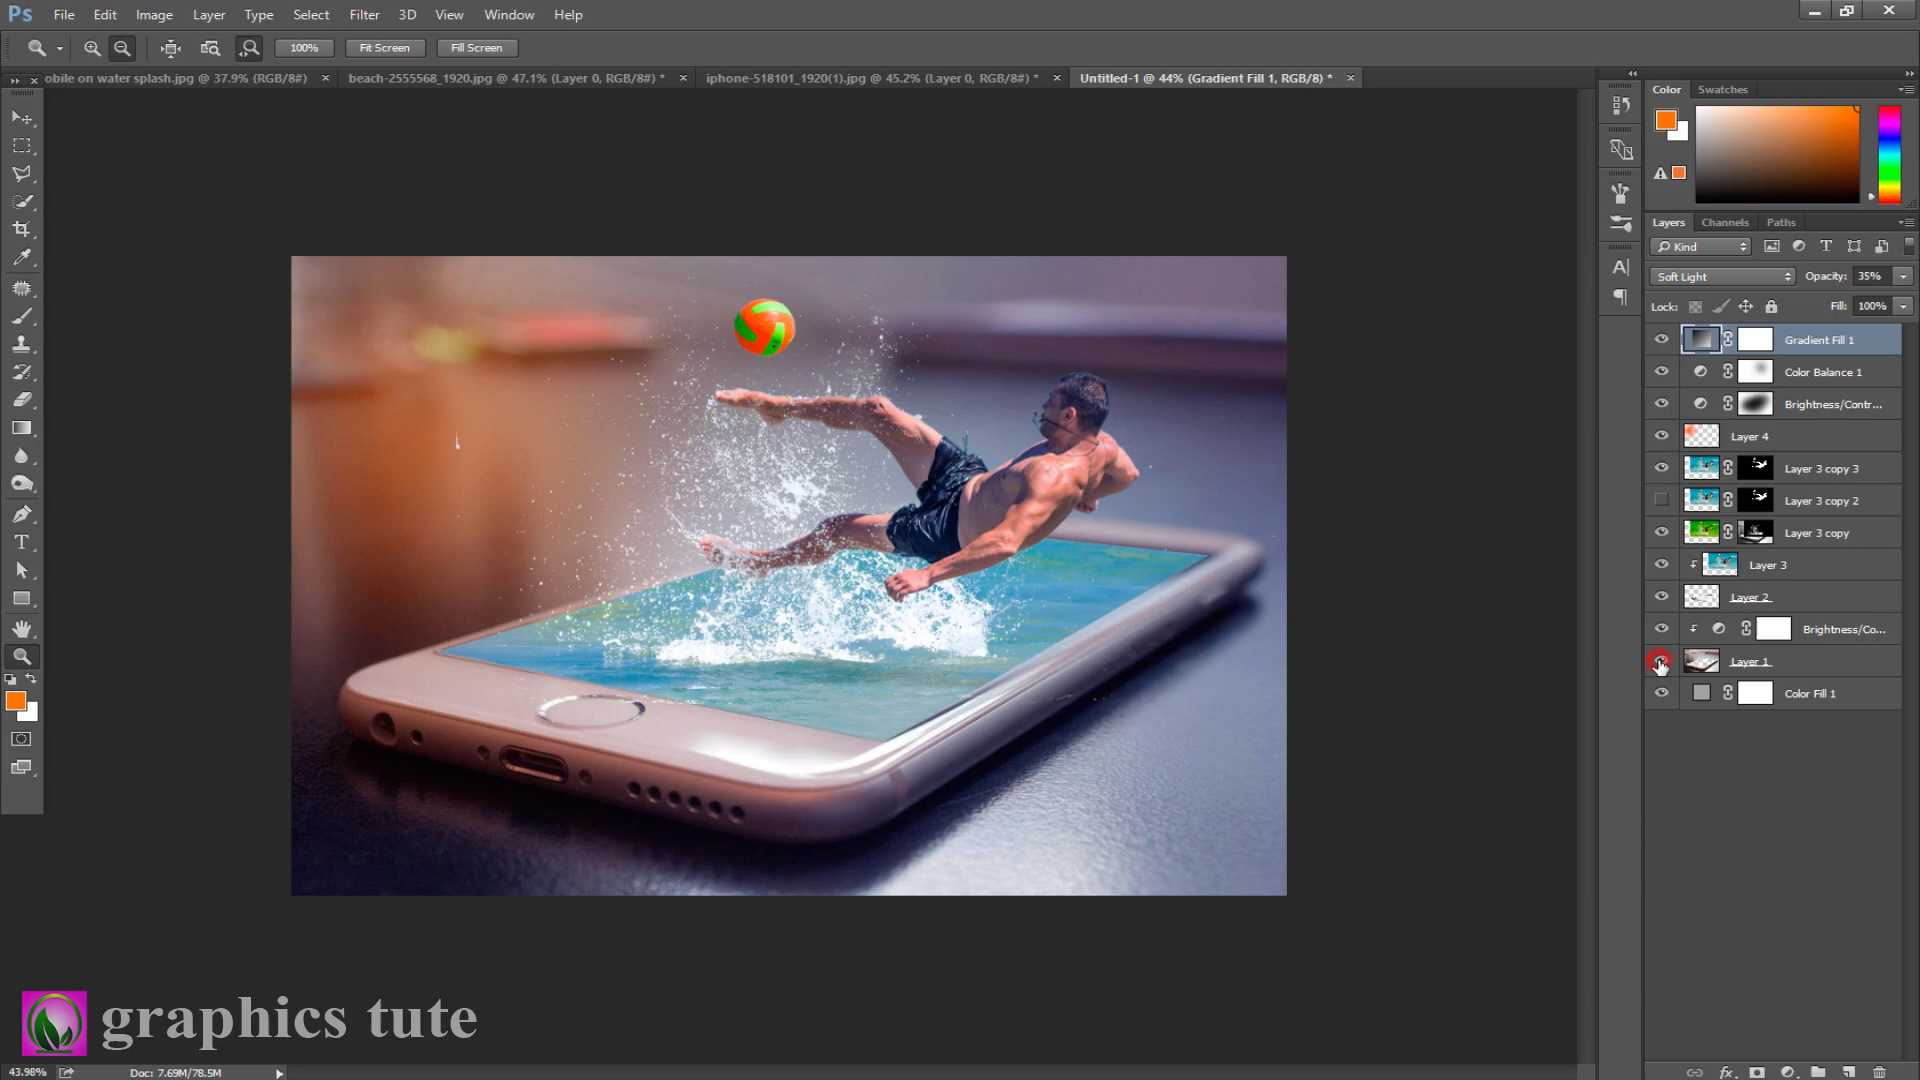 Ps File Edit Image Layer Type Select Filter 3D View Window Help
100% Fit Screen Fill Screen
obile on water splash.jpg @ 37.9% (RGB/8#) × beach-2555568_1920.jpg @ 47.1% (Layer 0, RGB/8#) * × iphone-518101_1920(1).jpg @ 45.2% (Layer 0, RGB/8#) * × Untitled-1 @ 44% (Gradient Fill 1, RGB/8) * ×
Color Swatches
Layers Channels Paths
Kind
Soft Light Opacity: 35%
Lock: Fill: 100%
Gradient Fill 1
Color Balance 1
Brightness/Contr...
Layer 4
Layer 3 copy 3
Layer 3 copy 2
Layer 3 copy
Layer 3
Layer 2
Brightness/Co...
Layer 1
Color Fill 1
graphics tute
43.98% Doc: 7.69M/78.5M